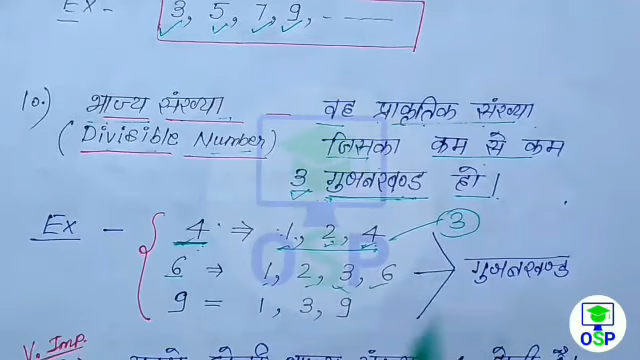 Ex - 3, 5, 7, 9, - - - - -
10.) भाज्य संख्या - वह प्राकृतिक संख्या
(Divisible Number) जिसका कम से कम
3 गुणनखण्ड हो।
Ex - 4 ⇒ 1, 2, 4 3
6 ⇒ 1, 2, 3, 6 गुणनखण्ड
9 = 1, 3, 9
OSP
OSP
V. Imp.